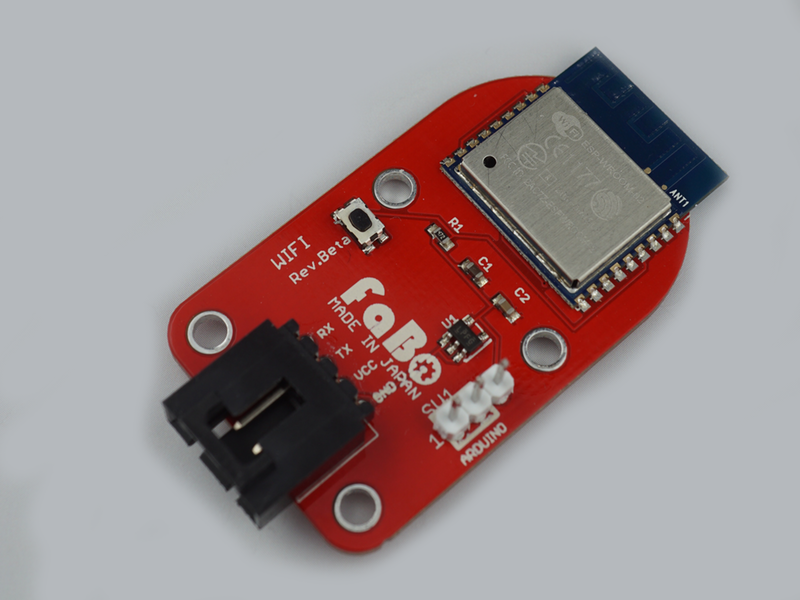 WiFi
ANT1
R1
C1
C2
WIFI
Rev.Beta
FaBo
MADE IN JAPAN
U1
RX
TX
VCC
GND
SW1
1
ARDUINO